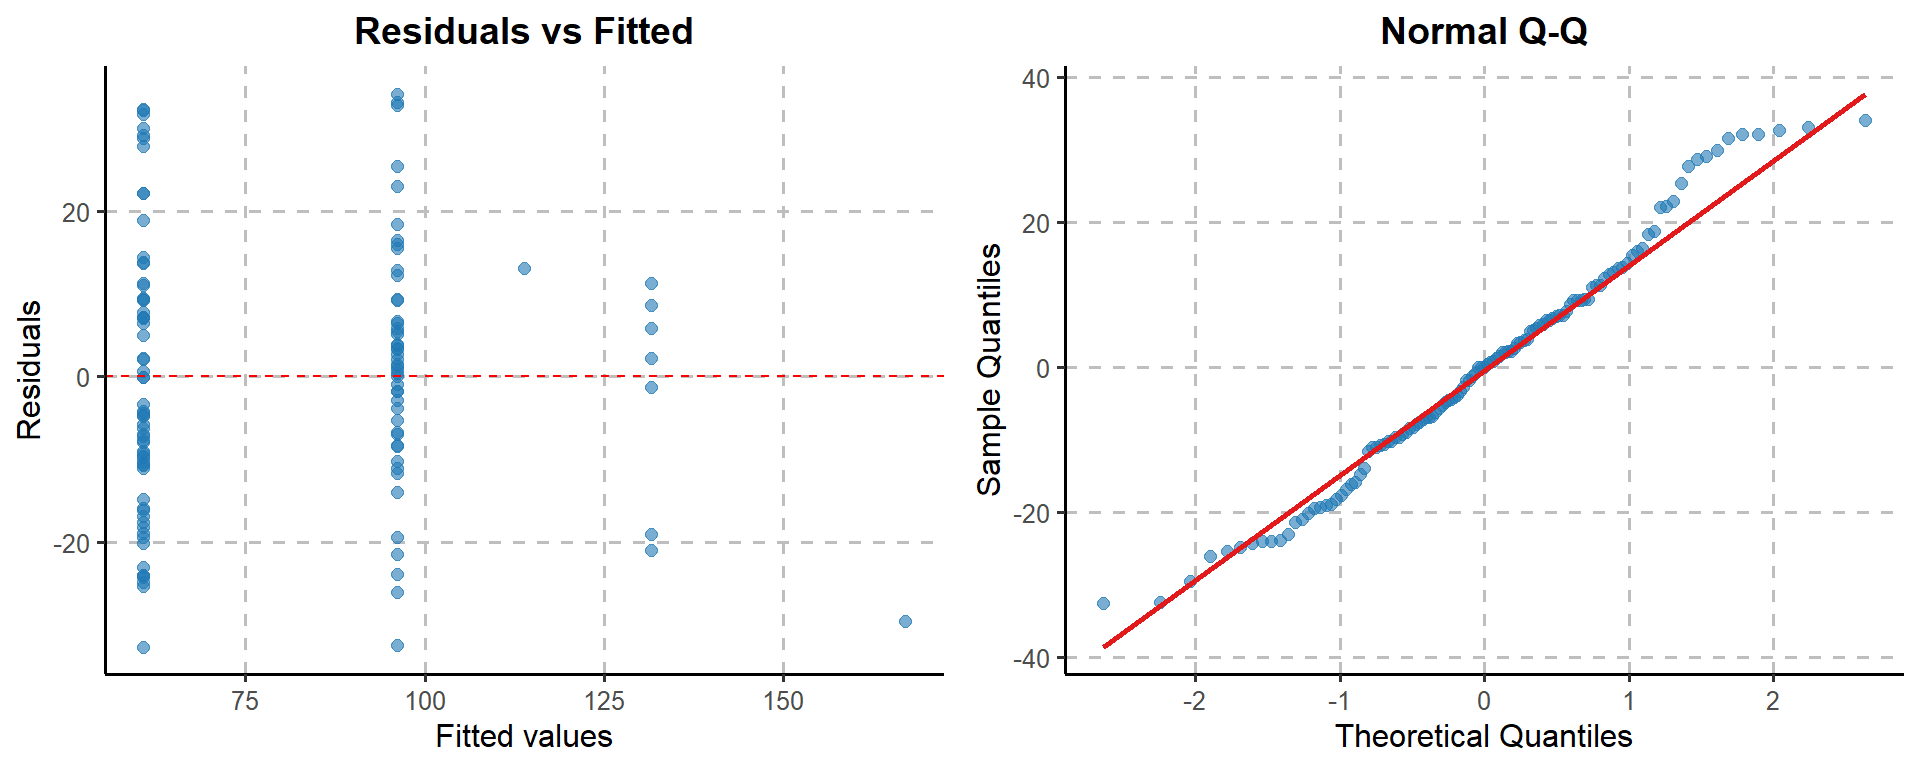 Residuals vs Fitted
Residuals
20
0
-20
75
100
125
150
Fitted values
Normal Q-Q
Sample Quantiles
40
20
0
-20
-40
-2
-1
0
1
2
Theoretical Quantiles